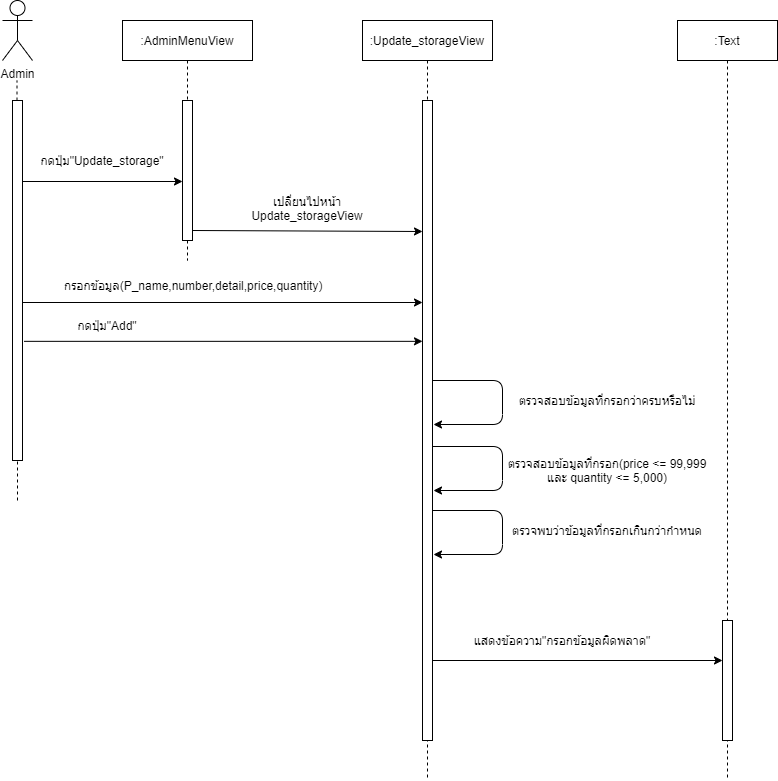 :AdminMenuView
:Update_storageView
:Text
Admin
กดปุ่ม"Update_storage"
เปลี่ยนไปหน้า
Update_storageView
กรอกข้อมูล(P_name,number,detail,price,quantity)
กดปุ่ม"Add"
ตรวจสอบข้อมูลที่กรอกว่าครบหรือไม่
ตรวจสอบข้อมูลที่กรอก(price <= 99,999
และ quantity <= 5,000)
ตรวจพบว่าข้อมูลที่กรอกเกินกว่ากำหนด
แสดงข้อความ"กรอกข้อมูลผิดพลาด"